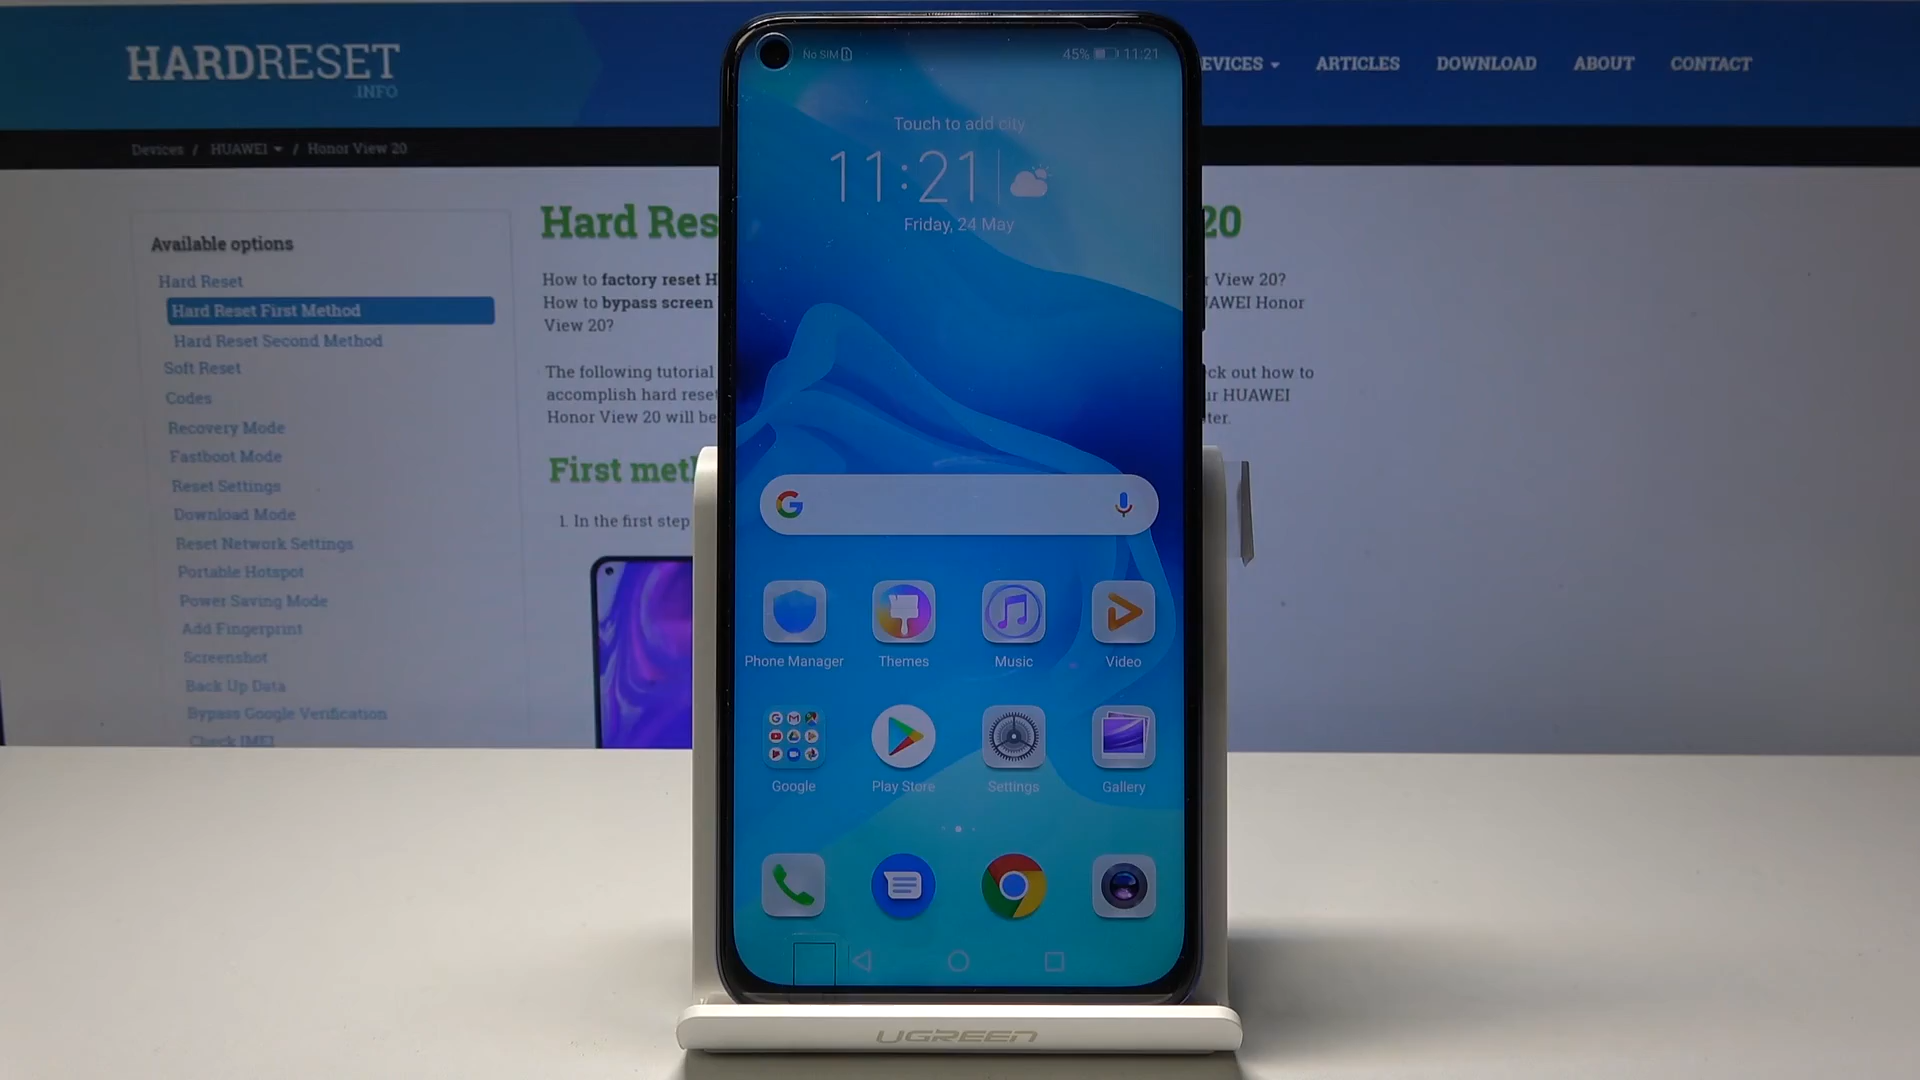 HARDRESET
.INFO
EVICES
ARTICLES
DOWNLOAD
ABOUT
CONTACT
Devices / HUAWEI / Honor View 20
Available options
Hard Reset
Hard Reset First Method
Hard Reset Second Method
Soft Reset
Codes
Recovery Mode
Fastboot Mode
Reset Settings
Download Mode
Reset Network Settings
Portable Hotspot
Power Saving Mode
Add Fingerprint
Screenshot
Back Up Data
Bypass Google Verification
Check IMEI
Hard Res
20
How to factory reset H
r View 20?
How to bypass screen
UAWEI Honor
View 20?
The following tutorial
eck out how to
accomplish hard reset
ur HUAWEI
Honor View 20 will be
ter.
First meth
1. In the first step
No SIM
45% 11:21
Touch to add city
11:21
Friday, 24 May
G
Phone Manager
Themes
Music
Video
Google
Play Store
Settings
Gallery
UGREEN